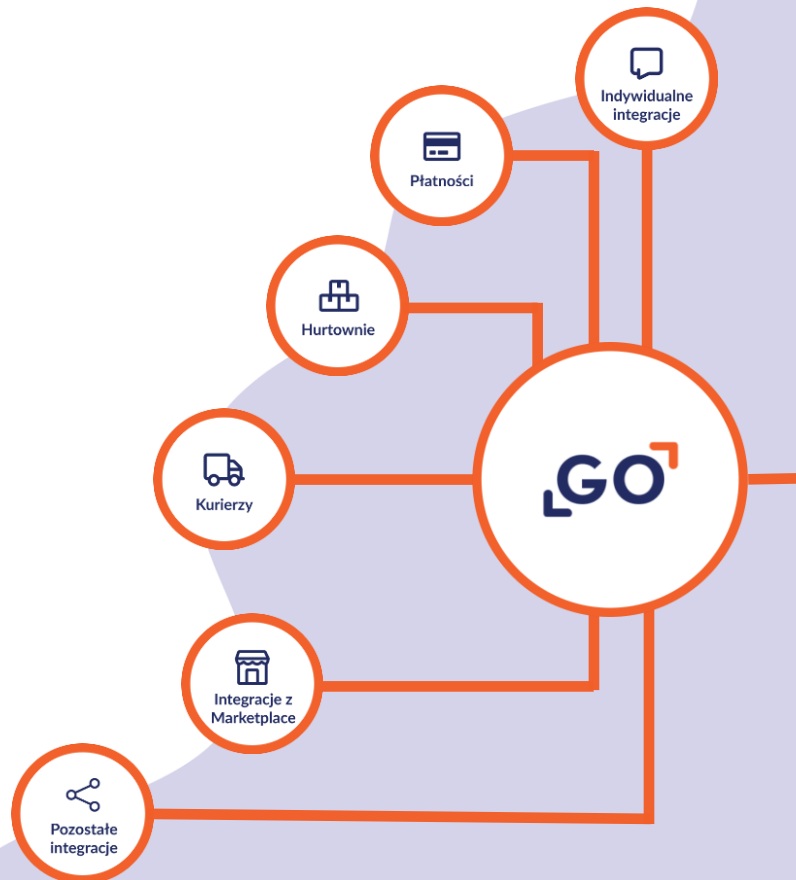 Indywidualne
integracje
Płatności
Hurtownie
GO
Kurierzy
Integracje z
Marketplace
Pozostałe
integracje